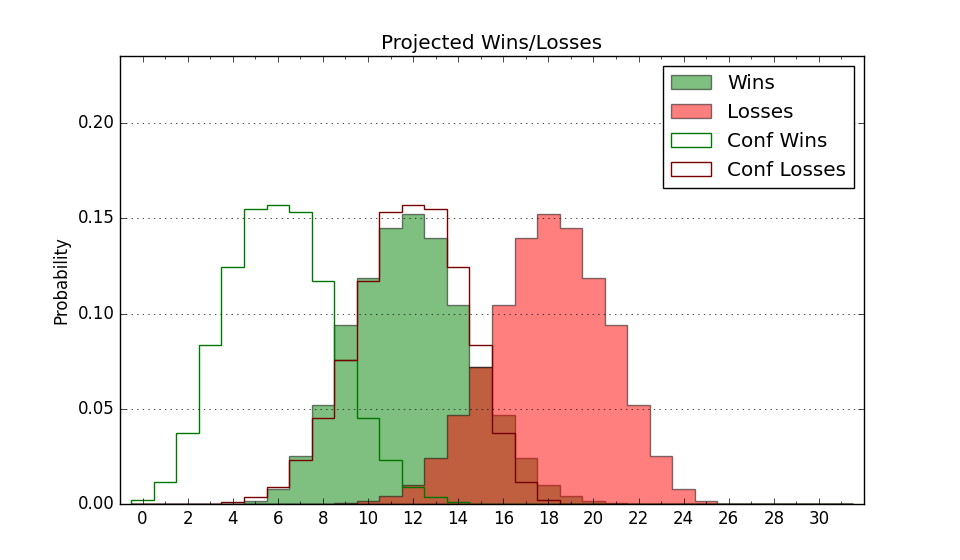 Projected Wins/Losses
Wins
Losses
Conf Wins
Conf Losses
Probability
0.20
0.15
0.10
0.05
0.00
0 2 4 6 8 10 12 14 16 18 20 22 24 26 28 30